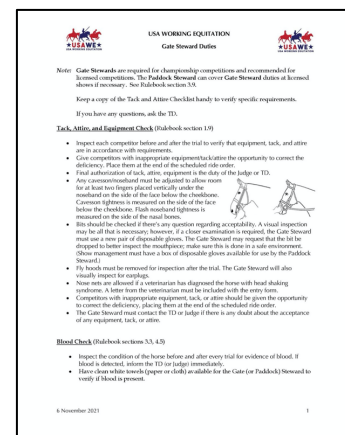 USA WORKING EQUITATION
Gate Steward Duties
USAWE
USAWE
Note: Gate Stewards are required for championship competitions and recommended for
licensed competitions. The Paddock Steward can cover Gate Steward duties at licensed
shows if necessary. See Rulebook section 3.9.
Keep a copy of the Tack and Attire Checklist handy to verify specific requirements.
If you have any questions, ask the TD.
Tack, Attire, and Equipment Check (Rulebook section 1.9)
• Inspect each competitor before and after the trial to verify that equipment, tack, and attire
are in accordance with requirements.
• Give competitors with inappropriate equipment/tack/attire the opportunity to correct the
deficiency. Place them at the end of the scheduled ride order.
• Final authorization of tack, attire, equipment is the duty of the Judge or TD.
• Any cavesson/noseband must be adjusted to allow room
for at least two fingers placed vertically under the
noseband on the side of the face below the cheekbone.
Cavesson tightness is measured on the side of the face
below the cheekbone. Flash noseband tightness is
measured on the side of the nasal bones.
• Bits should be checked if there's any question regarding acceptability. A visual inspection
may be all that is necessary; however, if a closer examination is required, the Gate Steward
must use a new pair of disposable gloves. The Gate Steward may request that the bit be
dropped to better inspect the mouthpiece; make sure this is done in a safe environment.
(Show management must have a box of disposable gloves available for use by the Paddock
Steward.)
• Fly hoods must be removed for inspection after the trial. The Gate Steward will also
visually inspect for earplugs.
• Nose nets are allowed if a veterinarian has diagnosed the horse with head shaking
syndrome. A letter from the veterinarian must be included with the entry form.
• Competitors with inappropriate equipment, tack, or attire should be given the opportunity
to correct the deficiency, placing them at the end of the scheduled ride order.
• The Gate Steward must contact the TD or Judge if there is any doubt about the acceptance
of any equipment, tack, or attire.
Blood Check (Rulebook sections 3.3, 4.5)
• Inspect the condition of the horse before and after every trial for evidence of blood. If
blood is detected, inform the TD (or Judge) immediately.
• Have clean white towels (paper or cloth) available for the Gate (or Paddock) Steward to
verify if blood is present.
6 November 2021 1